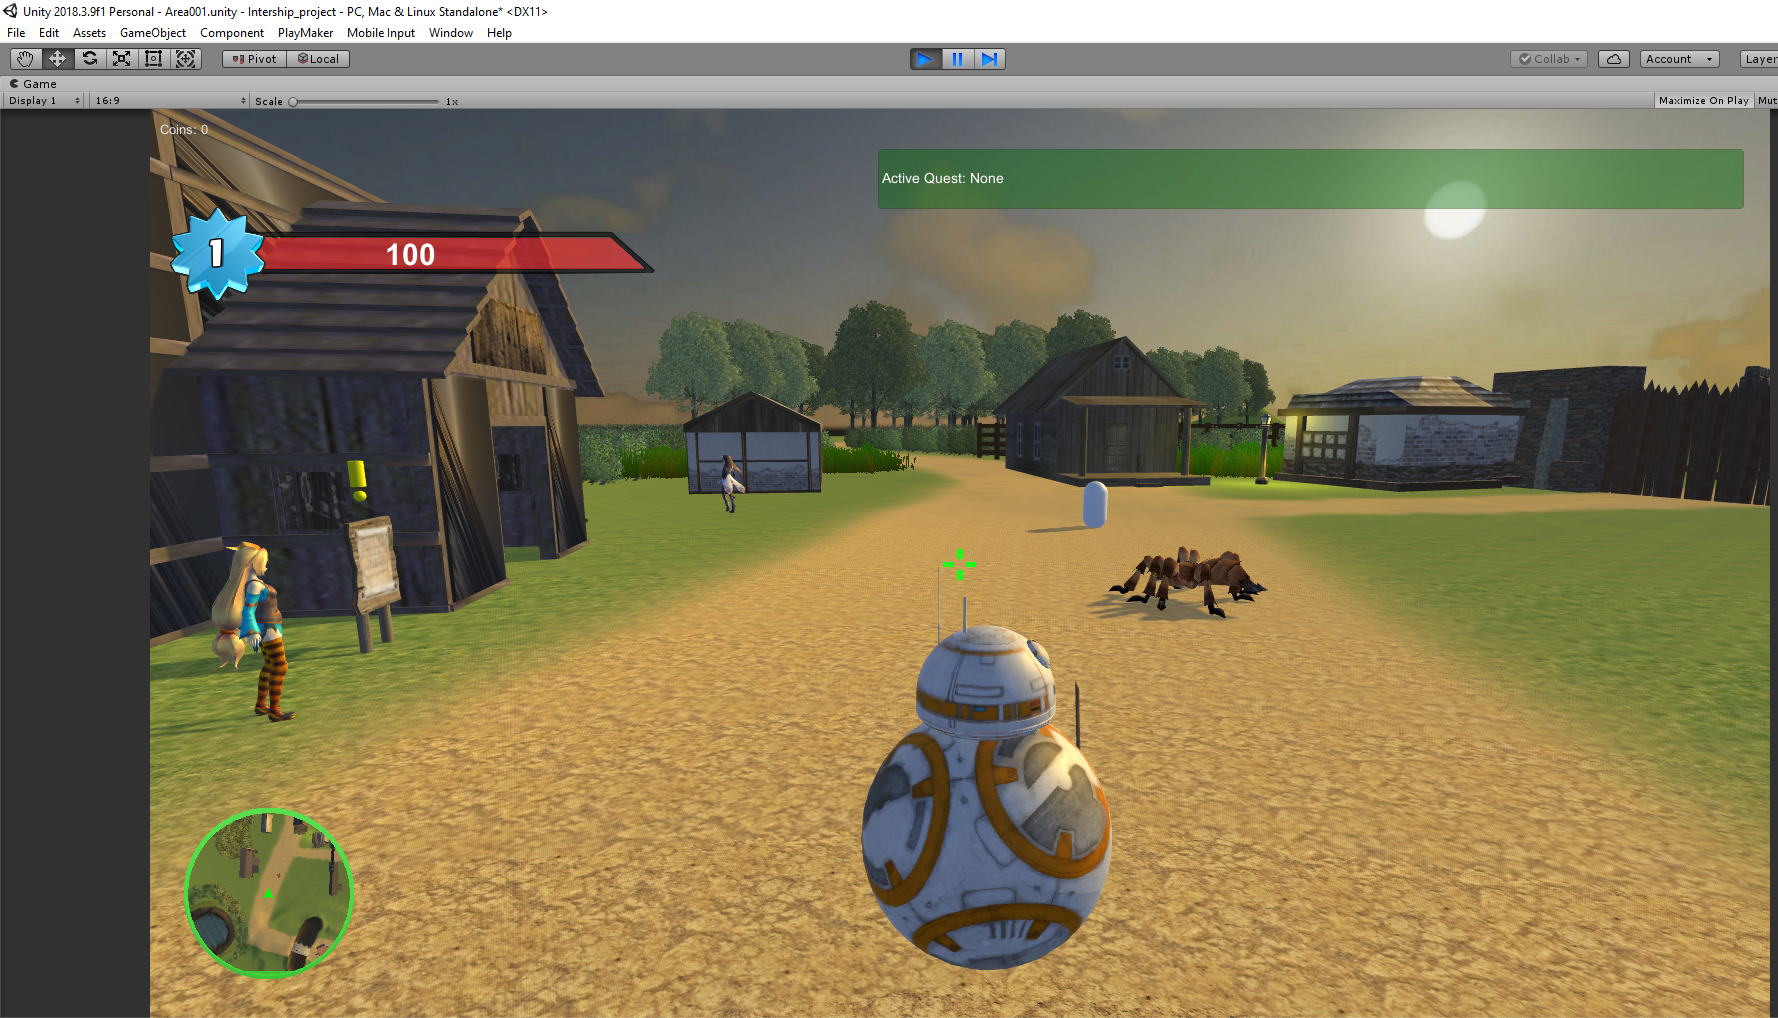 Unity 2018.3.9f1 Personal - Area001.unity - Intership_project - PC, Mac & Linux Standalone* <DX11>
File Edit Assets GameObject Component PlayMaker Mobile Input Window Help
Pivot Local Collab Account Layer
Game
Display 1 16:9 Scale 1x Maximize On Play Mut
Coins: 0
Active Quest: None
1 100